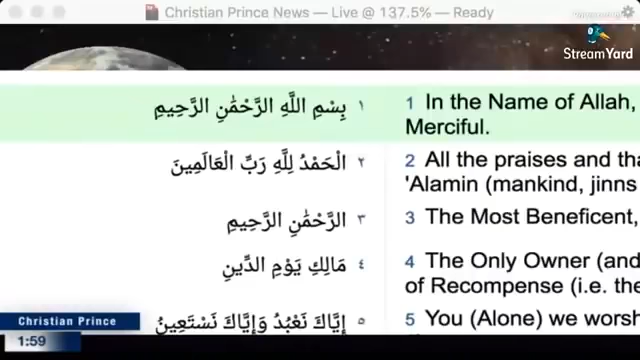 Christian Prince News — Live @ 137.5% — Ready
StreamYard
١ بِسْمِ اللَّهِ الرَّحْمَٰنِ الرَّحِيمِ
1 In the Name of Allah,
Merciful.
٢ الْحَمْدُ لِلَّهِ رَبِّ الْعَالَمِينَ
2 All the praises and tha
'Alamin (mankind, jinns
٣ الرَّحْمَٰنِ الرَّحِيمِ
3 The Most Beneficent,
٤ مَالِكِ يَوْمِ الدِّينِ
4 The Only Owner (and
of Recompense (i.e. the
٥ إِيَّاكَ نَعْبُدُ وَإِيَّاكَ نَسْتَعِينُ
5 You (Alone) we worsh
Christian Prince
1:59